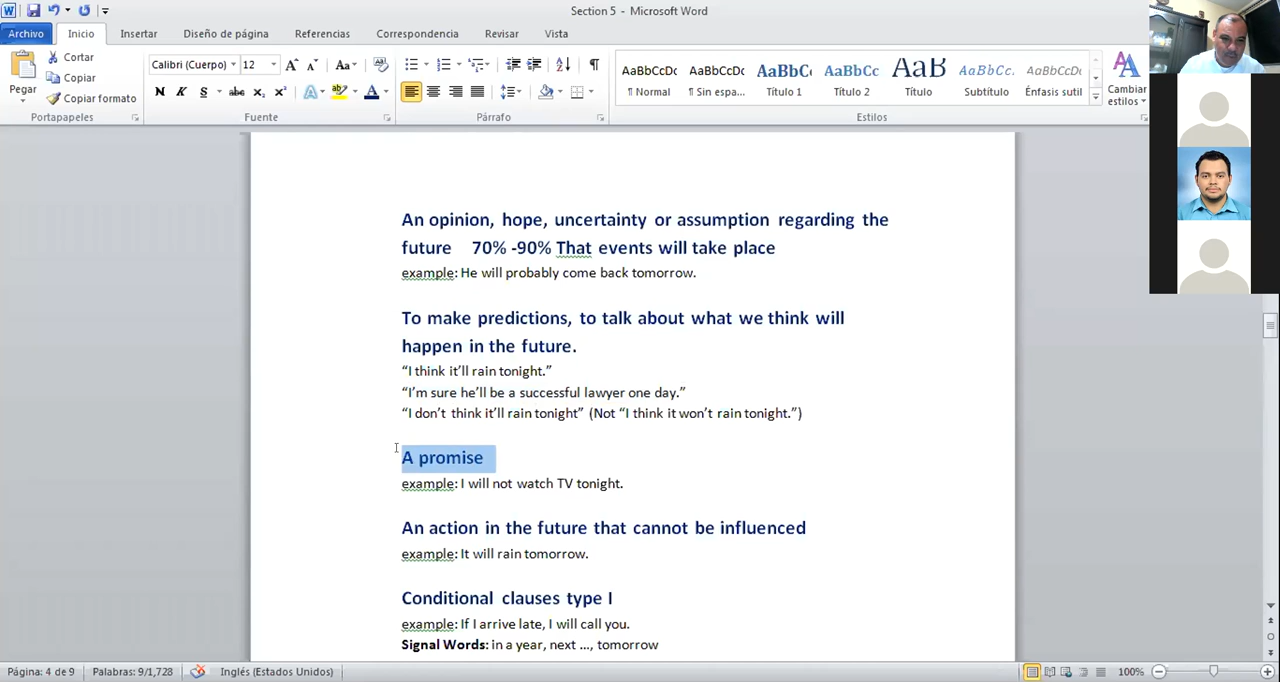 Section 5 - Microsoft Word
Archivo Inicio Insertar Diseño de página Referencias Correspondencia Revisar Vista
Pegar
Cortar
Copiar
Copiar formato
Portapapeles
Calibri (Cuerpo) 12
Fuente
Párrafo
AaBbCcDc AaBbCcDc AaBbC AaBbCc AaB AaBbCc. AaBbCcDc
¶ Normal ¶ Sin espa... Título 1 Título 2 Título Subtítulo Énfasis sutil
Estilos
Cambiar
estilos
An opinion, hope, uncertainty or assumption regarding the
future 70% -90% That events will take place
example: He will probably come back tomorrow.
To make predictions, to talk about what we think will
happen in the future.
“I think it’ll rain tonight.”
“I’m sure he’ll be a successful lawyer one day.”
“I don’t think it’ll rain tonight” (Not “I think it won’t rain tonight.”)
A promise
example: I will not watch TV tonight.
An action in the future that cannot be influenced
example: It will rain tomorrow.
Conditional clauses type I
example: If I arrive late, I will call you.
Signal Words: in a year, next ..., tomorrow
Página: 4 de 9 Palabras: 9/1,728 Inglés (Estados Unidos) 100%